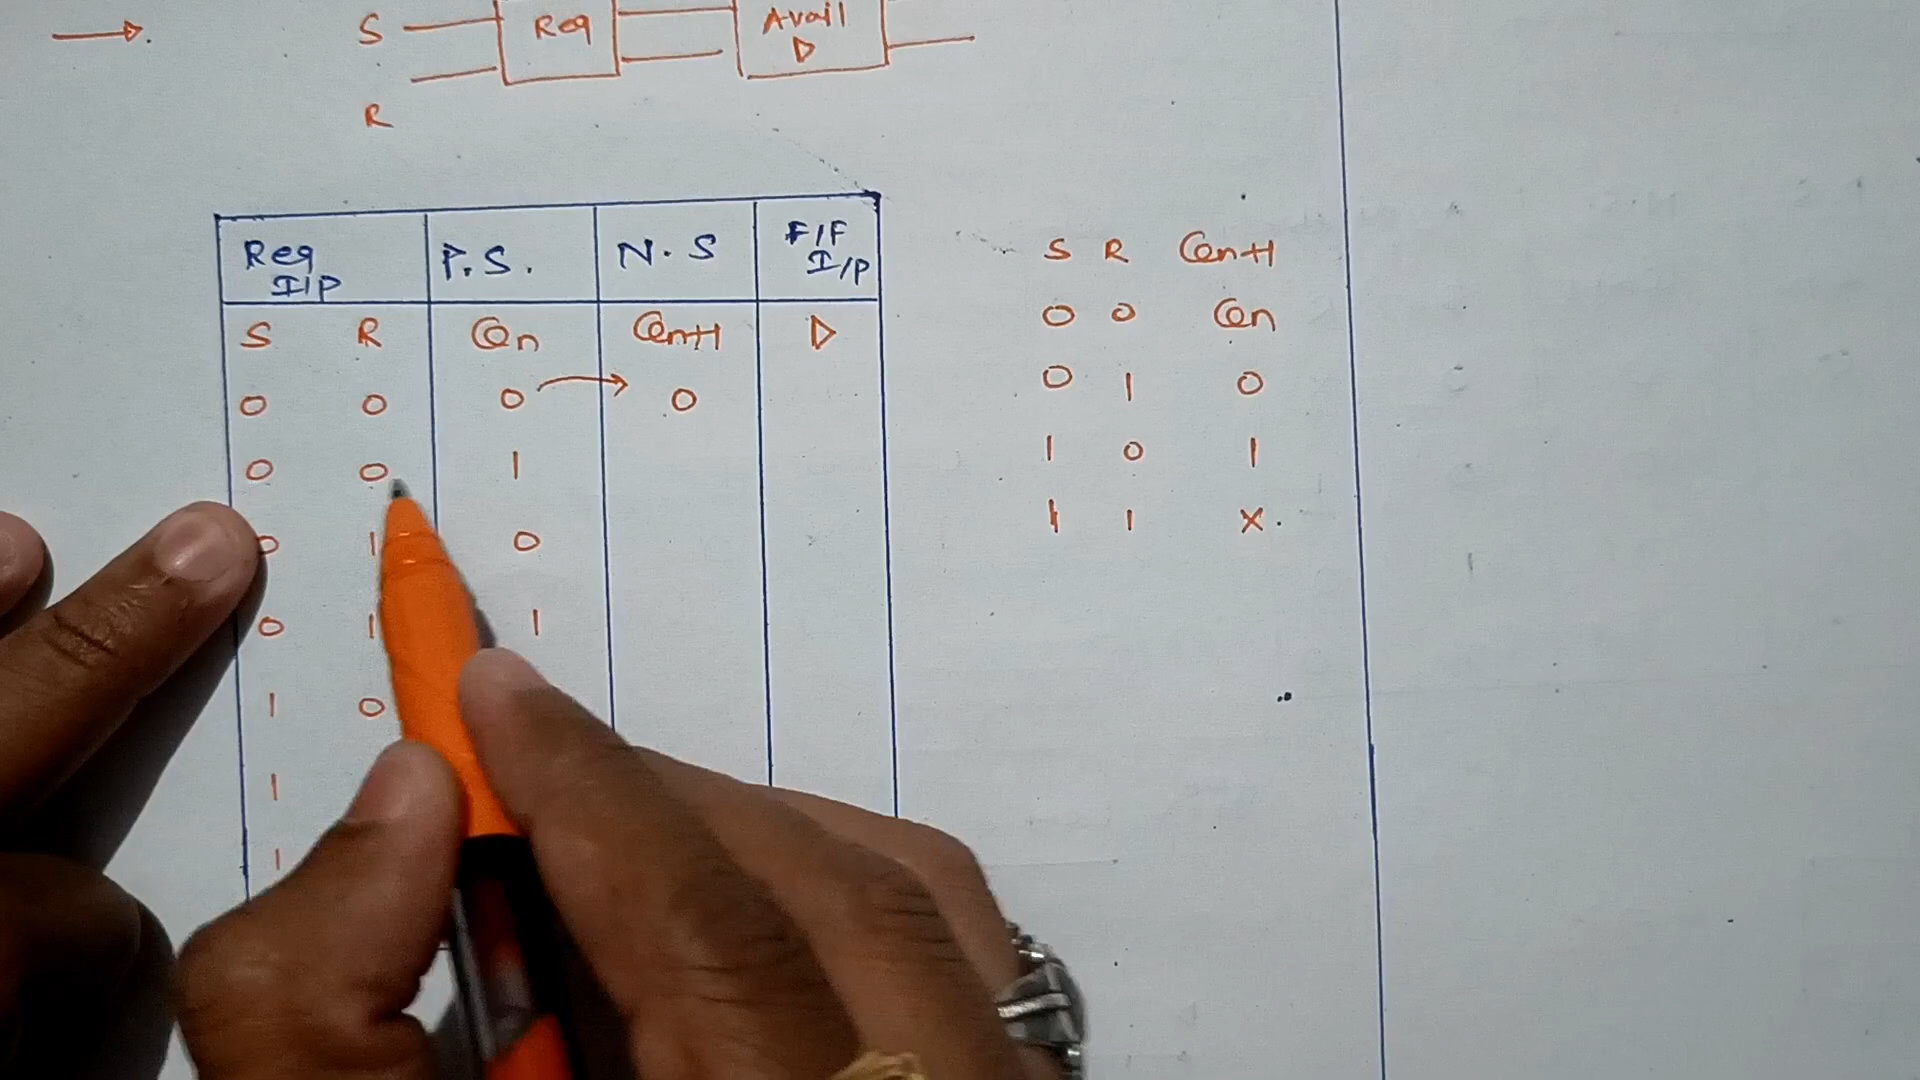 S Req Avail
D
R
Req I/P P.S. N.S F/F I/P
S R Qn Qn+1 D
0 0 0 → 0
0 0 1
0 1 0
0 1 1
1 0
1
1
S R Qn+1
0 0 Qn
0 1 0
1 0 1
1 1 X.